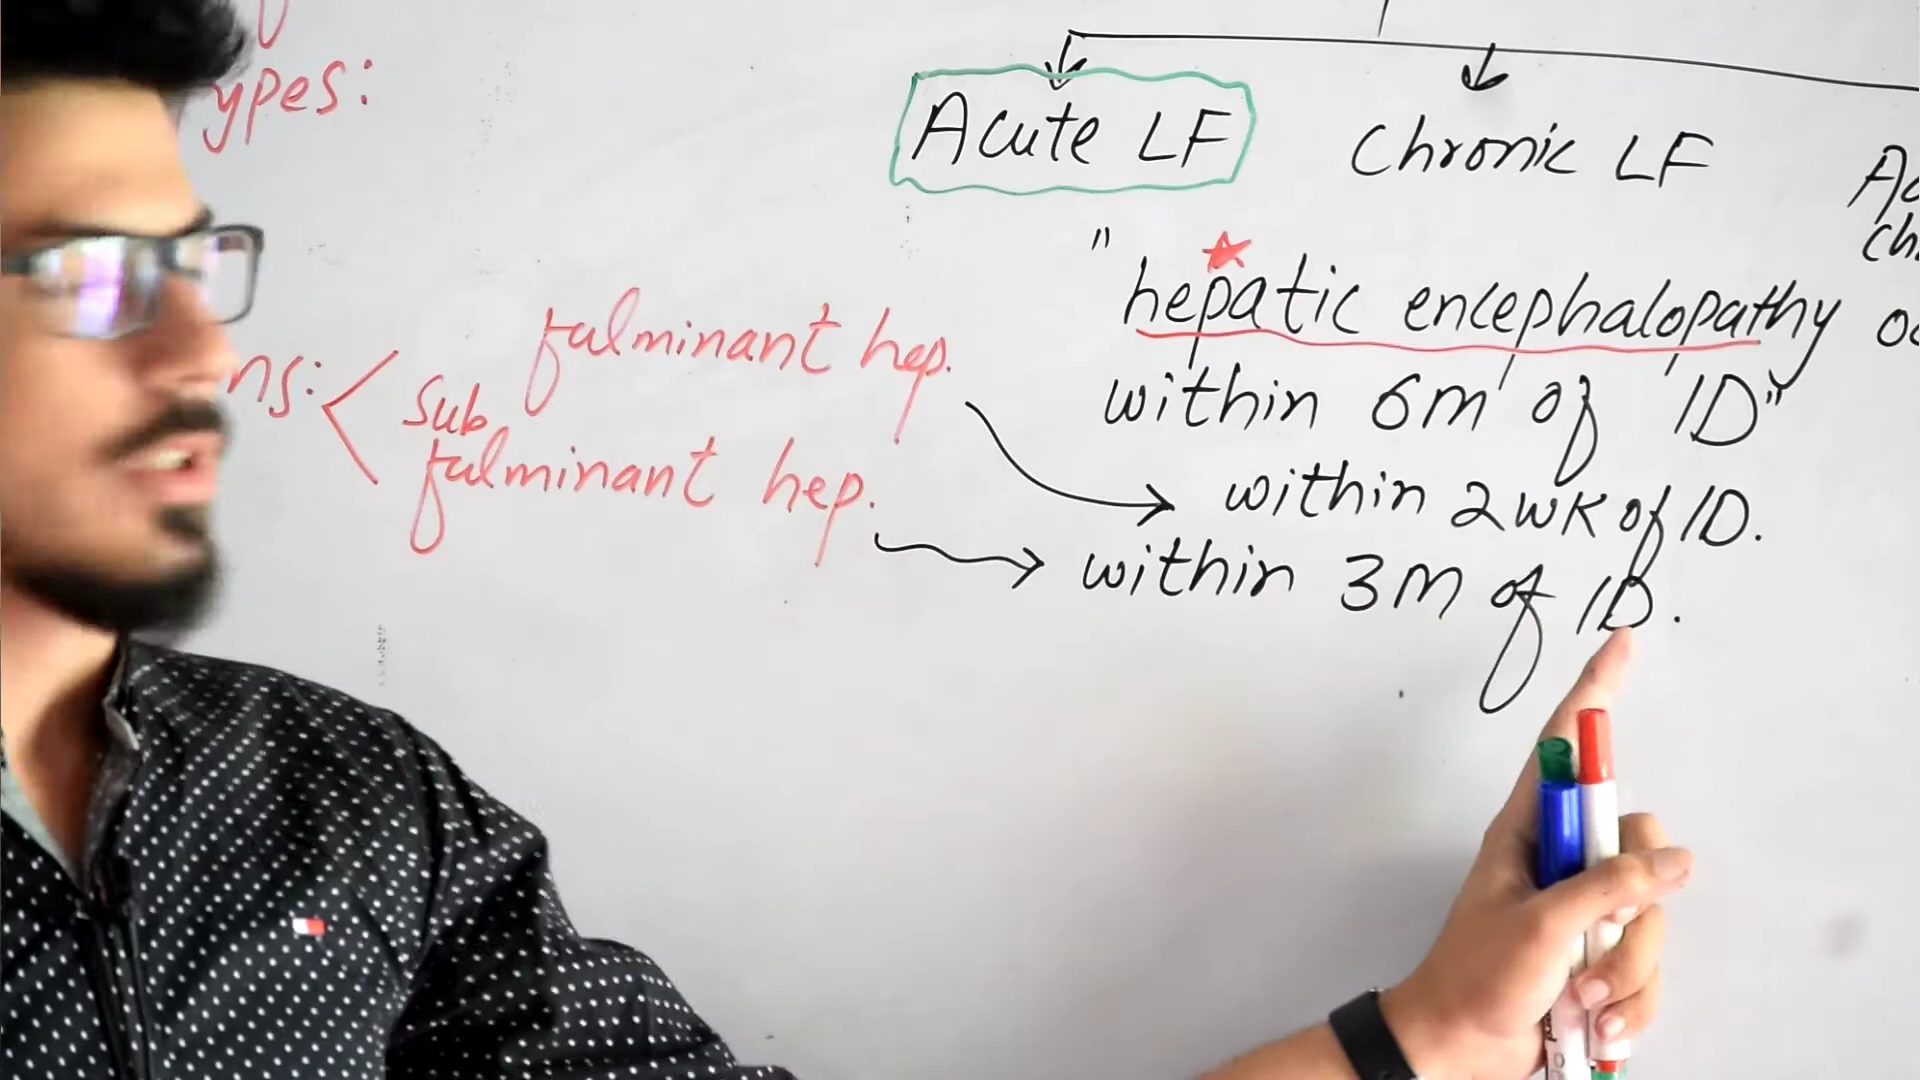 ypes:
Acute LF
Chronic LF
"hepatic encephalopathy
within 6m of ID"
ns:
fulminant hep.
within 2wk of ID.
sub
fulminant hep.
within 3M of ID.